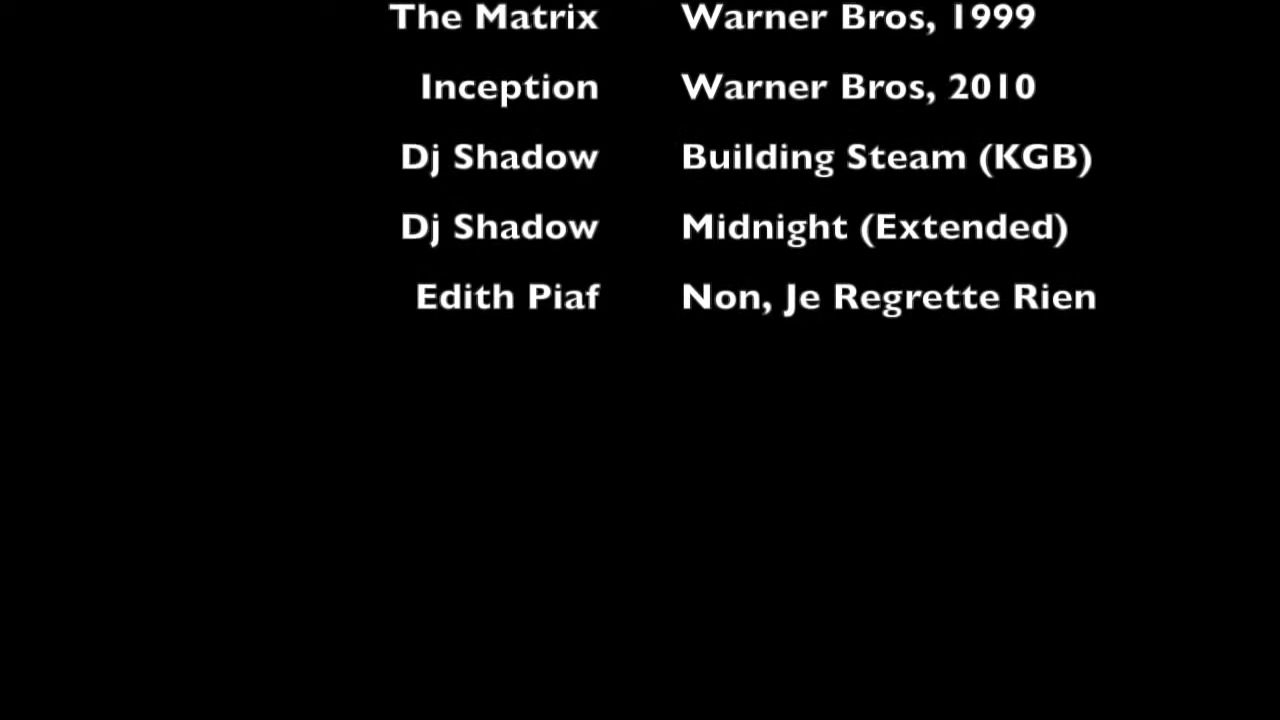 The Matrix Warner Bros, 1999
Inception Warner Bros, 2010
Dj Shadow Building Steam (KGB)
Dj Shadow Midnight (Extended)
Edith Piaf Non, Je Regrette Rien